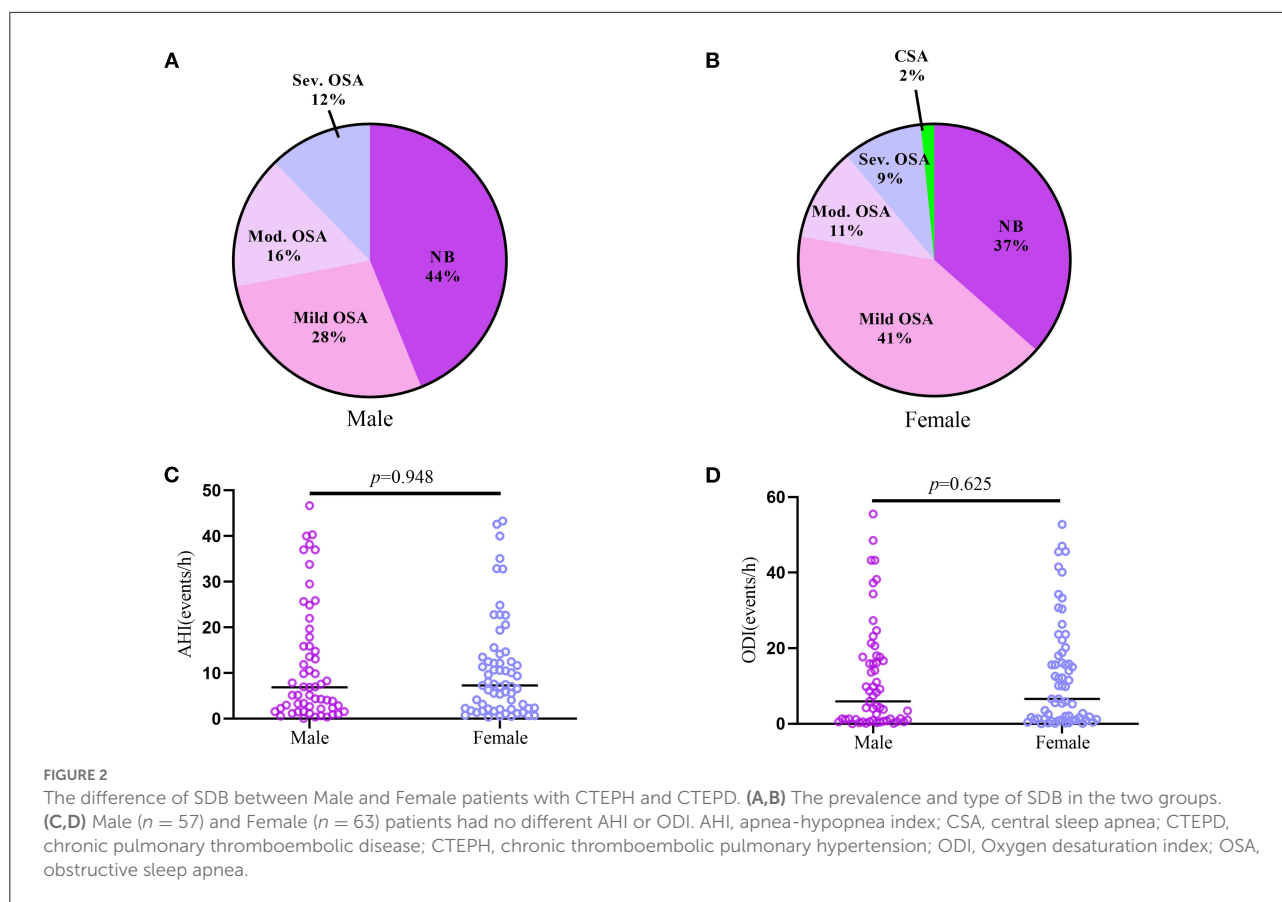 A
Sev. OSA
12%
Mod. OSA
16%
NB
44%
Mild OSA
28%
Male
B
CSA
2%
Sev. OSA
9%
Mod. OSA
11%
NB
37%
Mild OSA
41%
Female
C
p=0.948
AHI(events/h)
50
40
30
20
10
0
Male
Female
D
p=0.625
ODI(events/h)
60
40
20
0
Male
Female
FIGURE 2
The difference of SDB between Male and Female patients with CTEPH and CTEPD. (A,B) The prevalence and type of SDB in the two groups.
(C,D) Male (n = 57) and Female (n = 63) patients had no different AHI or ODI. AHI, apnea-hypopnea index; CSA, central sleep apnea; CTEPD,
chronic pulmonary thromboembolic disease; CTEPH, chronic thromboembolic pulmonary hypertension; ODI, Oxygen desaturation index; OSA,
obstructive sleep apnea.